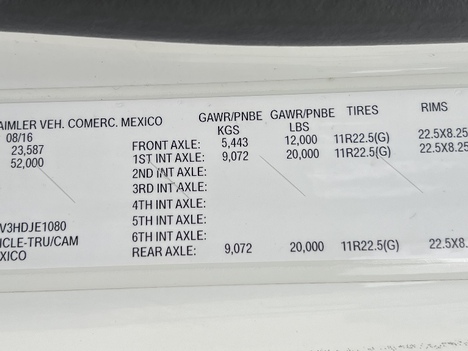 AIMLER VEH. COMERC. MEXICO GAWR/PNBE GAWR/PNBE TIRES RIMS
08/16 KGS LBS
23,587 FRONT AXLE: 5,443 12,000 11R22.5(G) 22.5X8.25
52,000 1ST INT AXLE: 9,072 20,000 11R22.5(G) 22.5X8.25
2ND INT AXLE:
3RD INT AXLE:
4TH INT AXLE:
V3HDJE1080 5TH INT AXLE:
ICLE-TRU/CAM 6TH INT AXLE:
EXICO REAR AXLE: 9,072 20,000 11R22.5(G) 22.5X8.